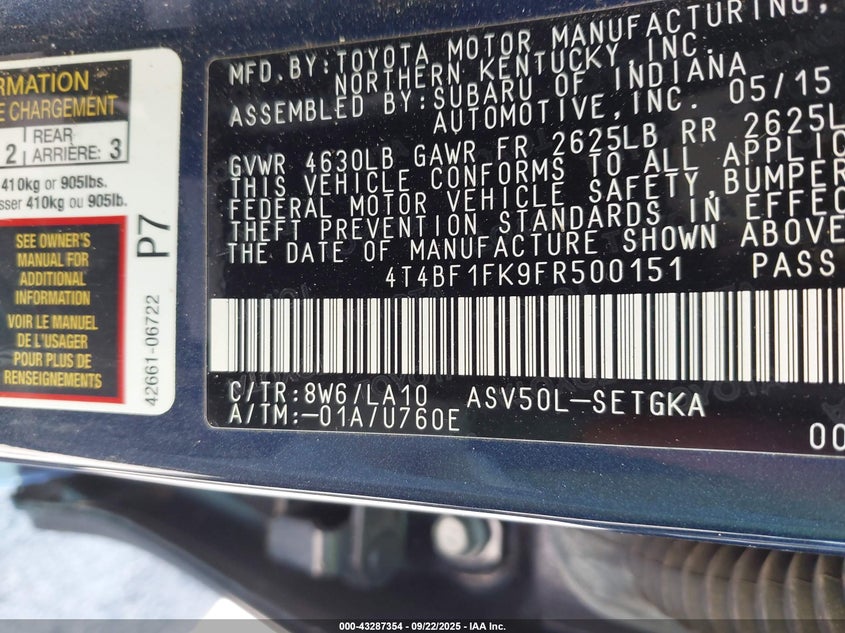 ORMATION
E CHARGEMENT
2 REAR
ARRIÈRE: 3
410kg or 905lbs.
sser 410kg ou 905lb.
SEE OWNER'S
MANUAL FOR
ADDITIONAL
INFORMATION
VOIR LE MANUEL
DE L'USAGER
POUR PLUS DE
RENSEIGNEMENTS
P7
42661-06722
MFD.BY:TOYOTA MOTOR MANUFACTURING,
NORTHERN KENTUCKY,INC.
ASSEMBLED BY:SUBARU OF INDIANA
AUTOMOTIVE,INC. 05/15
GVWR 4630LB GAWR FR 2625LB RR 2625L
THIS VEHICLE CONFORMS TO ALL APPLIC
FEDERAL MOTOR VEHICLE SAFETY,BUMPER
THEFT PREVENTION STANDARDS IN EFFEC
THE DATE OF MANUFACTURE SHOWN ABOVE
4T4BF1FK9FR500151 PASS
C/TR:8W6/LA10 ASV50L-SETGKA
A/TM:-01A/U760E
00
000-43287354 - 09/22/2025 - IAA Inc.